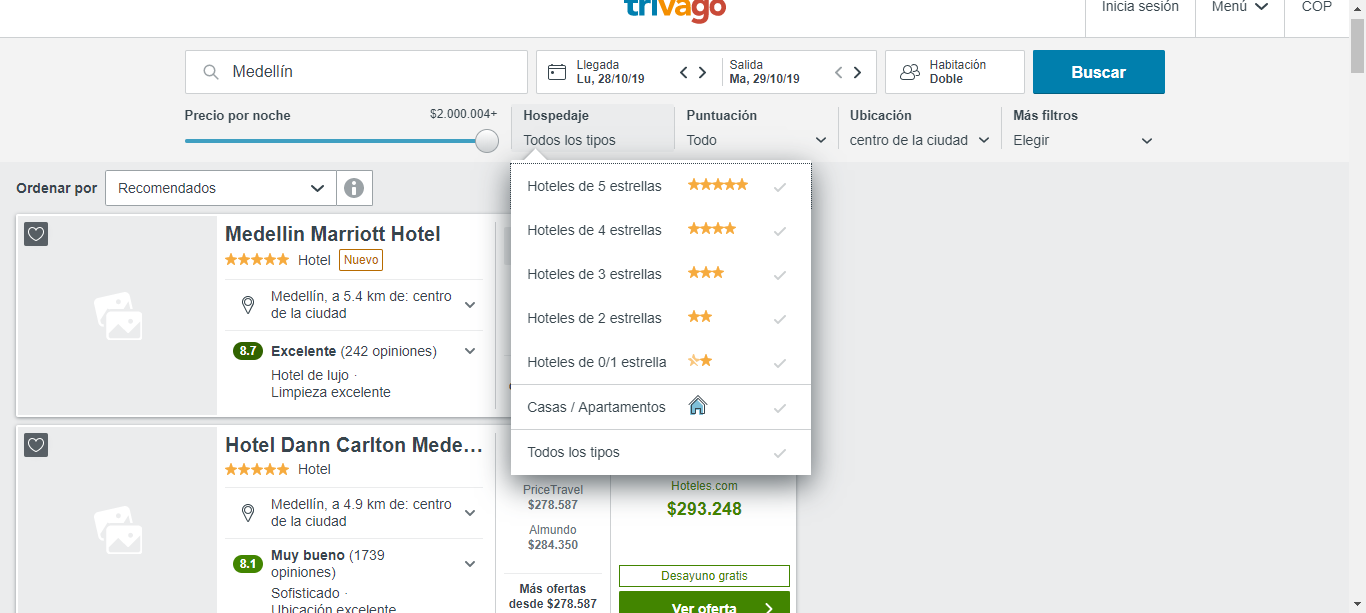 trivago
Inicia sesión
Menú
COP
Medellín
Llegada
Lu, 28/10/19
Salida
Ma, 29/10/19
Habitación
Doble
Buscar
Precio por noche
$2.000.004+
Hospedaje
Todos los tipos
Puntuación
Todo
Ubicación
centro de la ciudad
Más filtros
Elegir
Ordenar por
Recomendados
Hoteles de 5 estrellas
Hoteles de 4 estrellas
Hoteles de 3 estrellas
Hoteles de 2 estrellas
Hoteles de 0/1 estrella
Casas / Apartamentos
Todos los tipos
Medellin Marriott Hotel
Hotel
Nuevo
Medellín, a 5.4 km de: centro
de la ciudad
8.7
Excelente (242 opiniones)
Hotel de lujo ·
Limpieza excelente
Hotel Dann Carlton Mede...
Hotel
Medellín, a 4.9 km de: centro
de la ciudad
8.1
Muy bueno (1739
opiniones)
Sofisticado ·
Ubicación excelente
PriceTravel
$278.587
Almundo
$284.350
Más ofertas
desde $278.587
Hoteles.com
$293.248
Desayuno gratis
Ver oferta